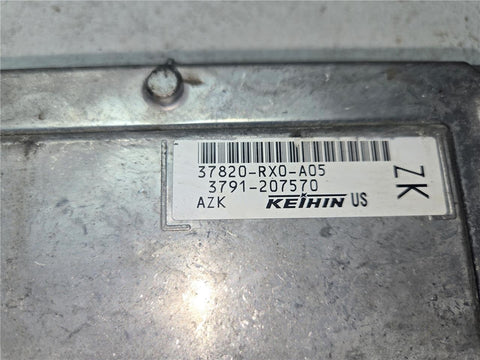 37820-RX0-A05
3791-207570
AZK KEIHIN US
ZK